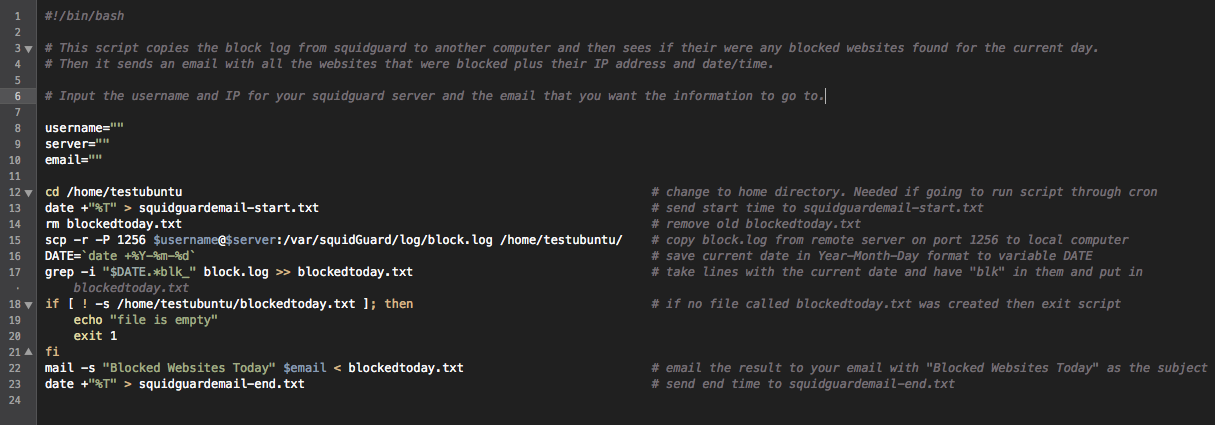 1 #!/bin/bash
2
3 # This script copies the block log from squidguard to another computer and then sees if their were any blocked websites found for the current day.
4 # Then it sends an email with all the websites that were blocked plus their IP address and date/time.
5
6 # Input the username and IP for your squidguard server and the email that you want the information to go to.
7
8 username=""
9 server=""
10 email=""
11
12 cd /home/testubuntu # change to home directory. Needed if going to run script through cron
13 date +"%T" > squidguardemail-start.txt # send start time to squidguardemail-start.txt
14 rm blockedtoday.txt # remove old blockedtoday.txt
15 scp -r -P 1256 $username@$server:/var/squidGuard/log/block.log /home/testubuntu/ # copy block.log from remote server on port 1256 to local computer
16 DATE=`date +%Y-%m-%d` # save current date in Year-Month-Day format to variable DATE
17 grep -i "$DATE.*blk_" block.log >> blockedtoday.txt # take lines with the current date and have "blk" in them and put in
· blockedtoday.txt
18 if [ ! -s /home/testubuntu/blockedtoday.txt ]; then # if no file called blockedtoday.txt was created then exit script
19 echo "file is empty"
20 exit 1
21 fi
22 mail -s "Blocked Websites Today" $email < blockedtoday.txt # email the result to your email with "Blocked Websites Today" as the subject
23 date +"%T" > squidguardemail-end.txt # send end time to squidguardemail-end.txt
24